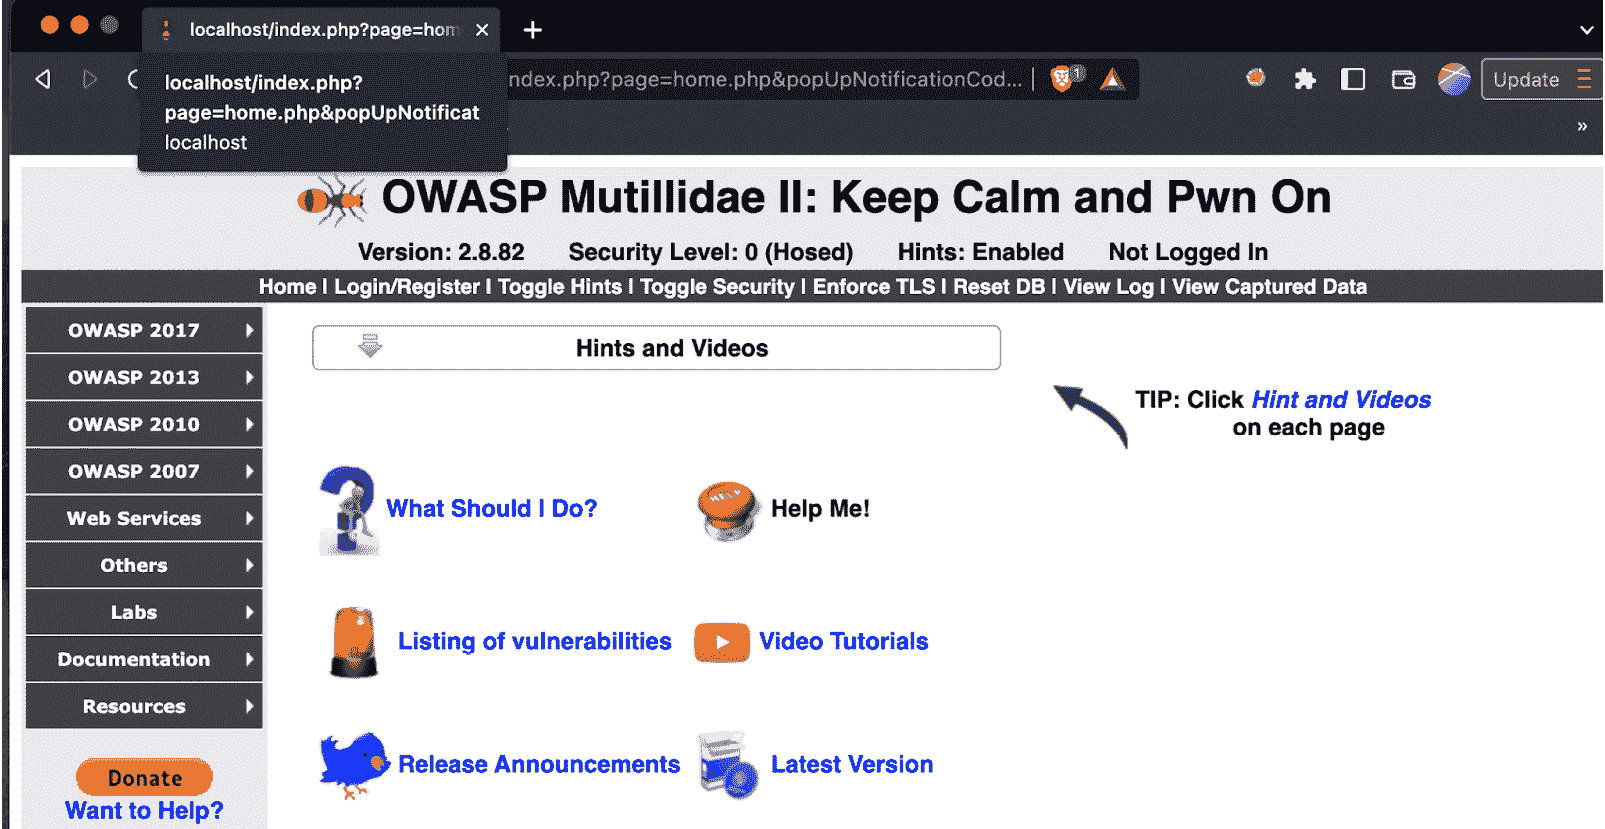 localhost/index.php?page=hom
localhost/index.php?
page=home.php&popUpNotificat
localhost
ndex.php?page=home.php&popUpNotificationCod...
1
Update
»
OWASP Mutillidae II: Keep Calm and Pwn On
Version: 2.8.82 Security Level: 0 (Hosed) Hints: Enabled Not Logged In
Home | Login/Register | Toggle Hints | Toggle Security | Enforce TLS | Reset DB | View Log | View Captured Data
OWASP 2017
OWASP 2013
OWASP 2010
OWASP 2007
Web Services
Others
Labs
Documentation
Resources
Donate
Want to Help?
Hints and Videos
TIP: Click Hint and Videos
on each page
What Should I Do?
HELP
Help Me!
Listing of vulnerabilities
Video Tutorials
Release Announcements
Latest Version